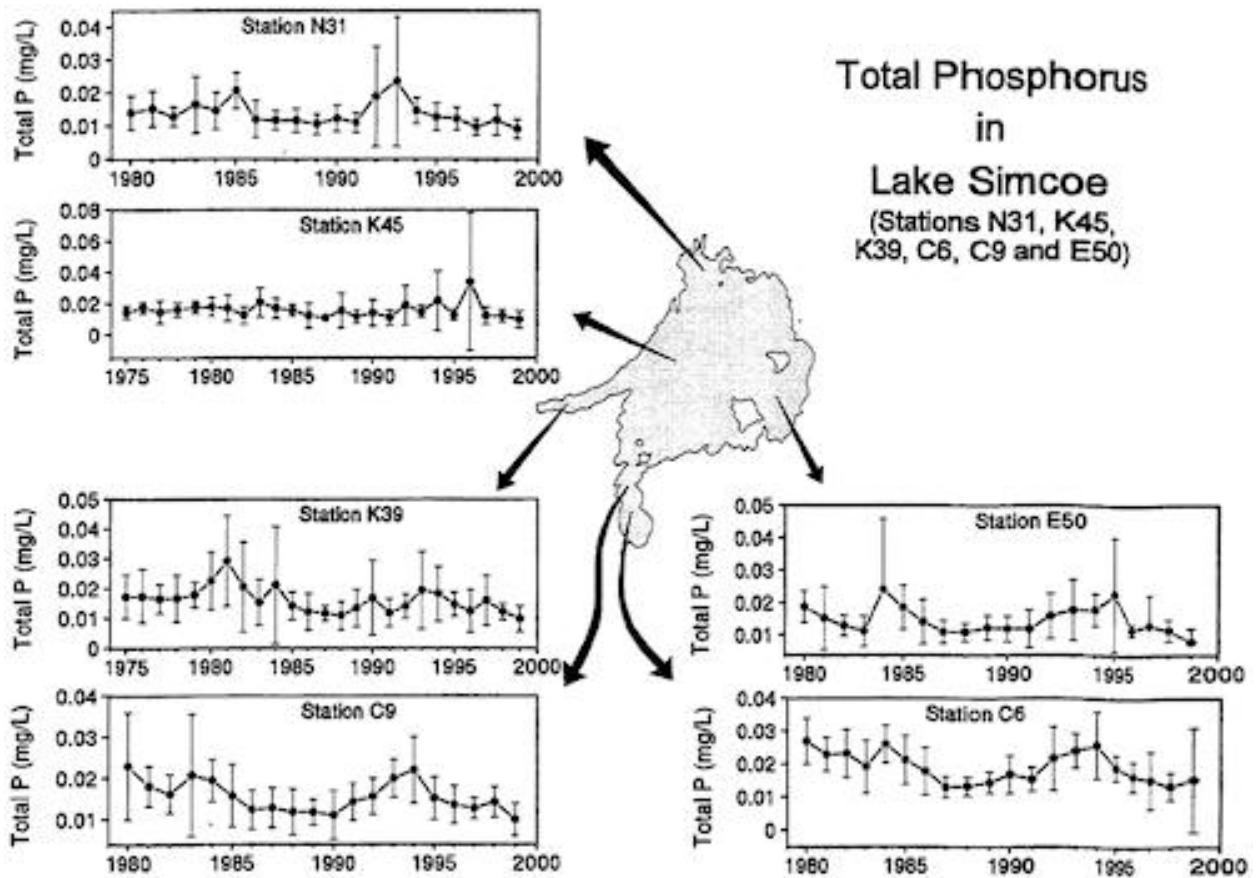 Total Phosphorus
in
Lake Simcoe
(Stations N31, K45,
K39, C6, C9 and E50)
Station N31
Total P (mg/L)
0.04
0.03
0.02
0.01
0
1980 1985 1990 1995 2000
Station K45
Total P (mg/L)
0.08
0.06
0.04
0.02
0
1975 1980 1985 1990 1995 2000
Station K39
Total P (mg/L)
0.05
0.04
0.03
0.02
0.01
0
1975 1980 1985 1990 1995 2000
Station E50
Total P (mg/L)
0.05
0.04
0.03
0.02
0.01
1980 1985 1990 1995 2000
Station C9
Total P (mg/L)
0.04
0.03
0.02
0.01
1980 1985 1990 1995 2000
Station C6
Total P (mg/L)
0.04
0.03
0.02
0.01
0
1980 1985 1990 1995 2000